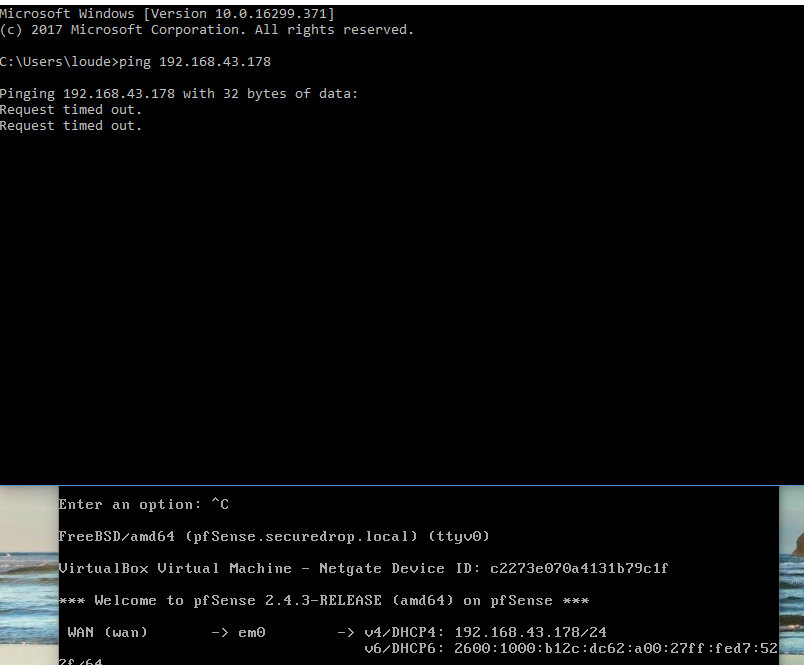 Microsoft Windows [Version 10.0.16299.371]
(c) 2017 Microsoft Corporation. All rights reserved.
C:\Users\loude>ping 192.168.43.178
Pinging 192.168.43.178 with 32 bytes of data:
Request timed out.
Request timed out.
Enter an option: ^C
FreeBSD/amd64 (pfSense.securedrop.local) (ttyv0)
VirtualBox Virtual Machine - Netgate Device ID: c2273e070a4131b79c1f
*** Welcome to pfSense 2.4.3-RELEASE (amd64) on pfSense ***
WAN (wan) -> em0 -> v4/DHCP4: 192.168.43.178/24
v6/DHCP6: 2600:1000:b12c:dc62:a00:27ff:fed7:52
2f/64